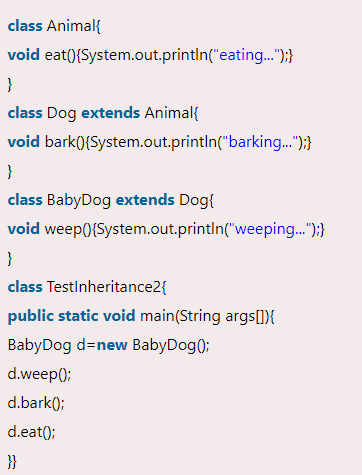 class Animal{
void eat(){System.out.println("eating...");}
}
class Dog extends Animal{
void bark(){System.out.println("barking...");}
}
class BabyDog extends Dog{
void weep(){System.out.println("weeping...");}
}
class TestInheritance2{
public static void main(String args[]){
BabyDog d=new BabyDog();
d.weep();
d.bark();
d.eat();
}}